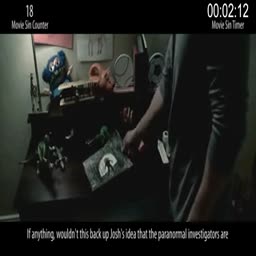 18
Movie Sin Counter
00:02:12
Movie Sin Timer
If anything, wouldn't this back up Josh's idea that the paranormal investigators are